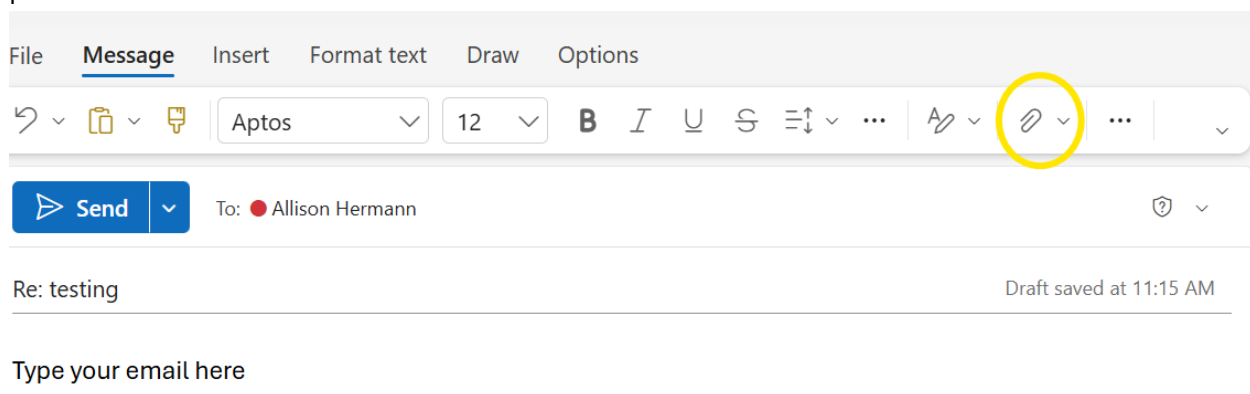 File Message Insert Format text Draw Options
Aptos 12 B I U S ... A ...
Send To: Allison Hermann
Re: testing Draft saved at 11:15 AM
Type your email here